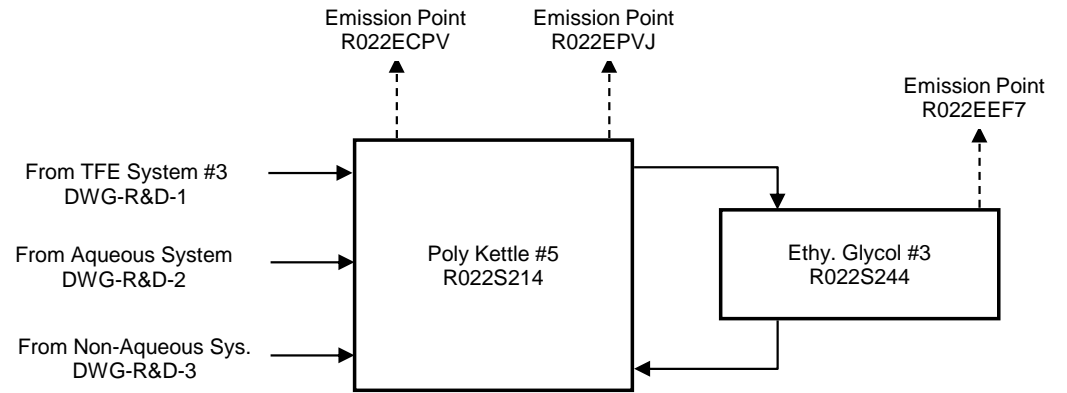 Emission Point
R022ECPV
Emission Point
R022EPVJ
Emission Point
R022EEF7
From TFE System #3
DWG-R&D-1
From Aqueous System
DWG-R&D-2
From Non-Aqueous Sys.
DWG-R&D-3
Poly Kettle #5
R022S214
Ethy. Glycol #3
R022S244